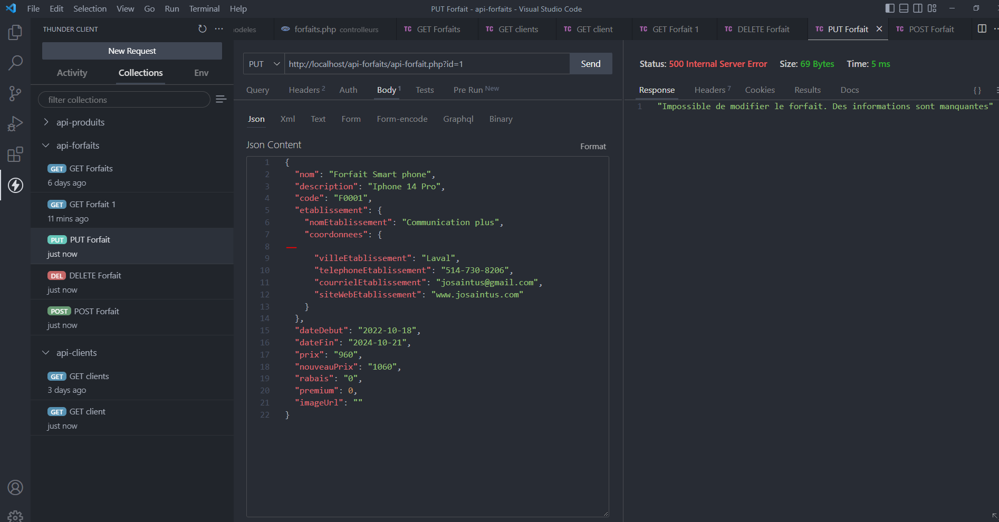 File Edit Selection View Go Run Terminal Help
PUT Forfait - api-forfaits - Visual Studio Code
THUNDER CLIENT
New Request
Activity Collections Env
filter collections
api-produits
api-forfaits
GET GET Forfaits
6 days ago
GET GET Forfait 1
11 mins ago
PUT PUT Forfait
just now
DEL DELETE Forfait
just now
POST POST Forfait
just now
api-clients
GET GET clients
3 days ago
GET GET client
just now
odeles
forfaits.php controlleurs
TC GET Forfaits
TC GET clients
TC GET client
TC GET Forfait 1
TC DELETE Forfait
TC PUT Forfait
TC POST Forfait
PUT http://localhost/api-forfaits/api-forfait.php?id=1 Send
Query Headers 2 Auth Body 1 Tests Pre Run New
Json Xml Text Form Form-encode Graphql Binary
Json Content
Format
1 {
2 "nom": "Forfait Smart phone",
3 "description": "Iphone 14 Pro",
4 "code": "F0001",
5 "etablissement": {
6 "nomEtablissement": "Communication plus",
7 "coordonnees": {
8
9 "villeEtablissement": "Laval",
10 "telephoneEtablissement": "514-730-8206",
11 "courrielEtablissement": "josaintus@gmail.com",
12 "siteWebEtablissement": "www.josaintus.com"
13 }
14 },
15 "dateDebut": "2022-10-18",
16 "dateFin": "2024-10-21",
17 "prix": "960",
18 "nouveauPrix": "1060",
19 "rabais": "0",
20 "premium": 0,
21 "imageUrl": ""
22 }
Status: 500 Internal Server Error Size: 69 Bytes Time: 5 ms
Response Headers 7 Cookies Results Docs { }
1 "Impossible de modifier le forfait. Des informations sont manquantes"